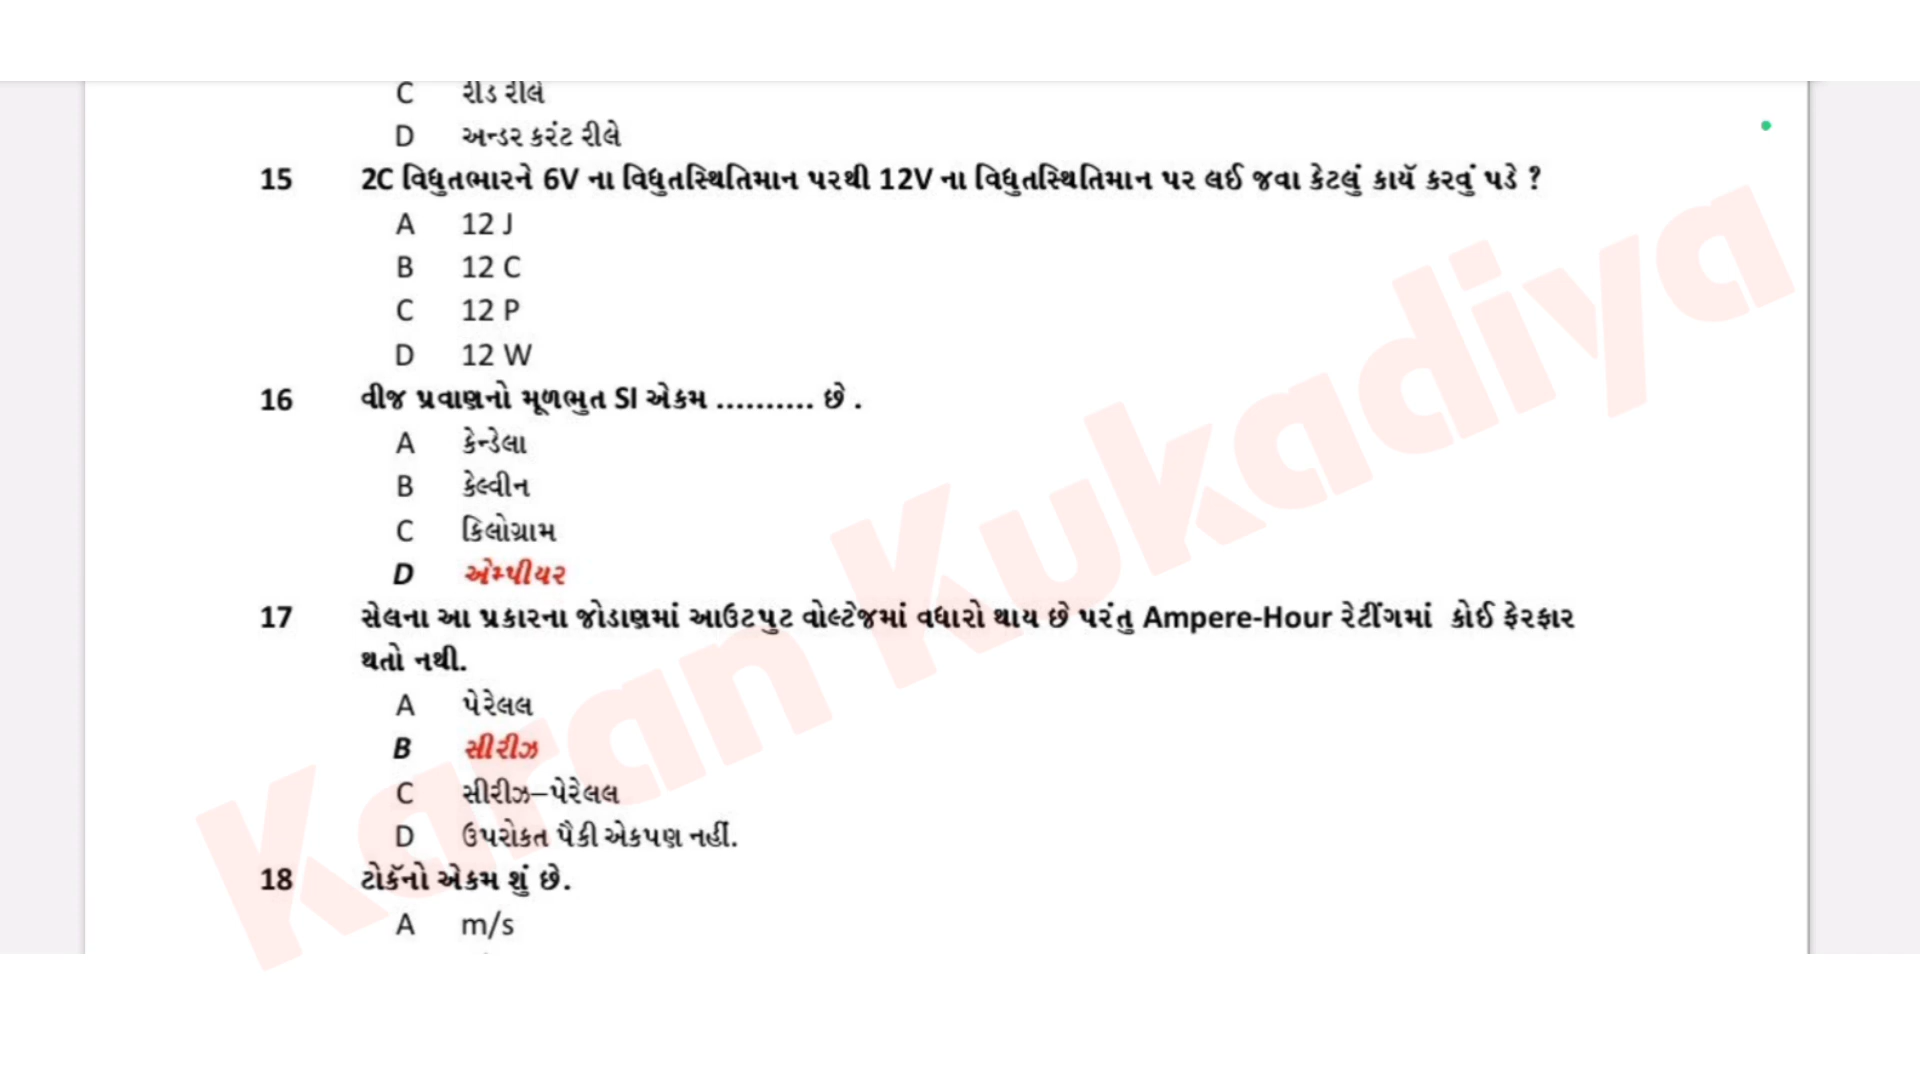 C રીડ રીલે
D અન્ડર કરંટ રીલે
15 2C વિધુતભારને 6V ના વિધુતસ્થિતિમાન પરથી 12V ના વિધુતસ્થિતિમાન પર લઈ જવા કેટલું કાયૅ કરવું પડે ?
A 12 J
B 12 C
C 12 P
D 12 W
16 વીજ પ્રવાણનો મૂળભુત SI એકમ .......... છે .
A કેન્ડેલા
B કેલ્વીન
C કિલોગ્રામ
D એમ્પીયર
17 સેલના આ પ્રકારના જોડાણમાં આઉટપુટ વોલ્ટેજમાં વધારો થાય છે પરંતુ Ampere-Hour રેટીંગમાં કોઈ ફેરફાર
થતો નથી.
A પેરેલલ
B સીરીઝ
C સીરીઝ–પેરેલલ
D ઉપરોકત પૈકી એકપણ નહીં.
18 ટોકૅનો એકમ શું છે.
A m/s
Karan Kukadiya